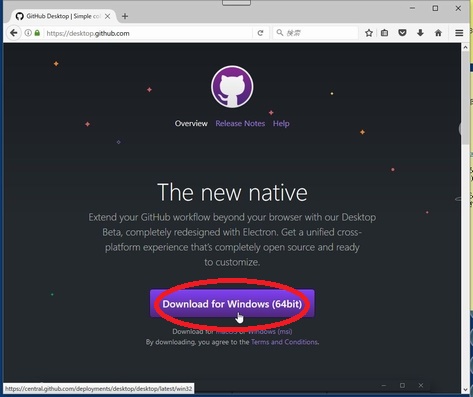 GitHub Desktop | Simple co
https://desktop.github.com
検索
Overview Release Notes Help
The new native
Extend your GitHub workflow beyond your browser with our Desktop
Beta, completely redesigned with Electron. Get a unified cross-
platform experience that's completely open source and ready
to customize.
Download for Windows (64bit)
Download for macOS or Windows (msi)
By downloading, you agree to the Terms and Conditions.
https://central.github.com/deployments/desktop/desktop/latest/win32